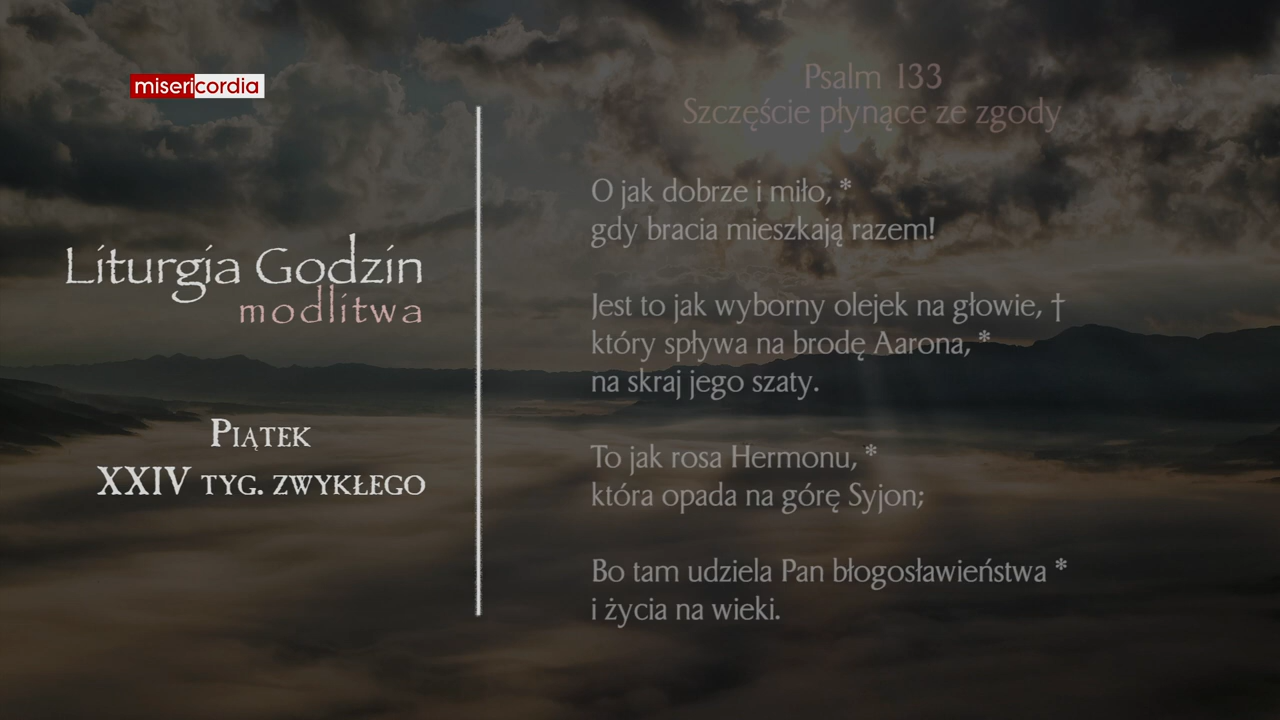 misericordia
Liturgia Godzin
modlitwa
Piątek
XXIV tyg. zwykłego
Psalm 133
Szczęście płynące ze zgody
O jak dobrze i miło, *
gdy bracia mieszkają razem!
Jest to jak wyborny olejek na głowie, †
który spływa na brodę Aarona, *
na skraj jego szaty.
To jak rosa Hermonu, *
która opada na górę Syjon;
Bo tam udziela Pan błogosławieństwa *
i życia na wieki.